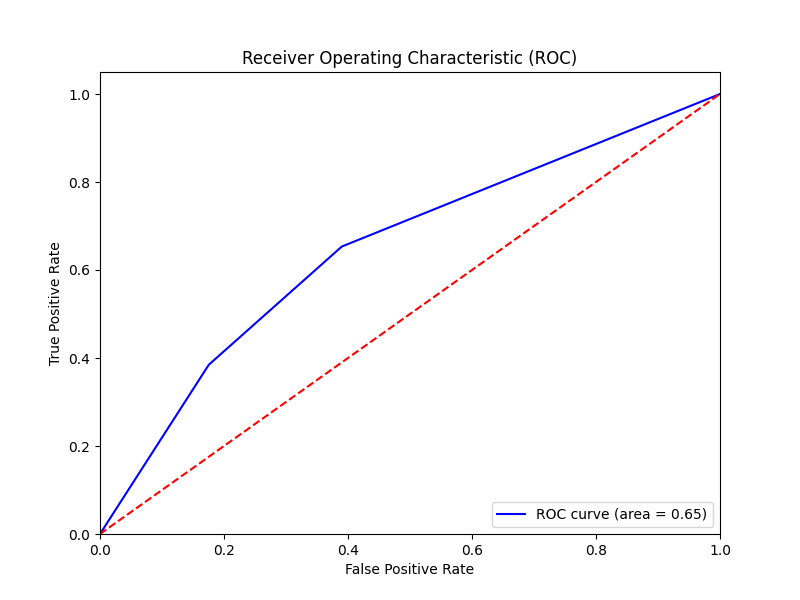 Receiver Operating Characteristic (ROC)
True Positive Rate
1.0
0.8
0.6
0.4
0.2
0.0
0.0 0.2 0.4 0.6 0.8 1.0
False Positive Rate
ROC curve (area = 0.65)